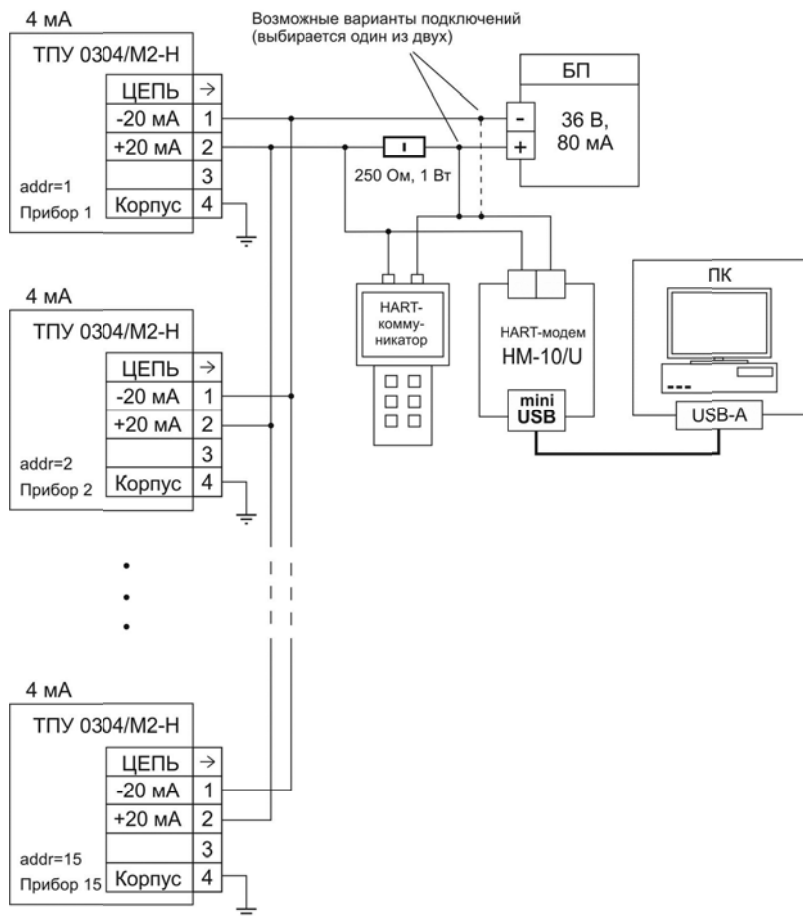 4 мА
ТПУ 0304/М2-Н
ЦЕПЬ →
-20 мА 1
+20 мА 2
3
Корпус 4
addr=1
Прибор 1
Возможные варианты подключений
(выбирается один из двух)
БП
-
+
36 В,
80 мА
250 Ом, 1 Вт
HART-
комму-
никатор
HART-модем
HM-10/U
mini
USB
ПК
USB-A
4 мА
ТПУ 0304/М2-Н
ЦЕПЬ →
-20 мА 1
+20 мА 2
3
Корпус 4
addr=2
Прибор 2
4 мА
ТПУ 0304/М2-Н
ЦЕПЬ →
-20 мА 1
+20 мА 2
3
Корпус 4
addr=15
Прибор 15